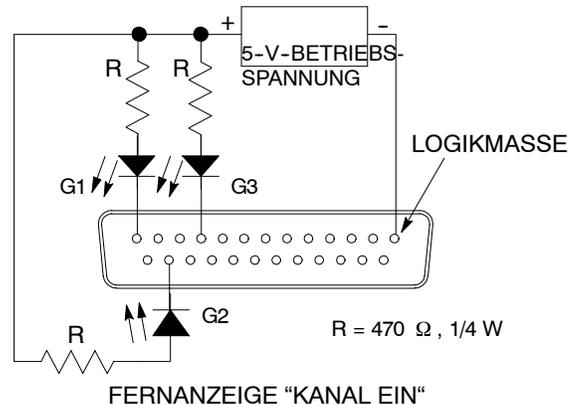 + −
5-V-BETRIEBS-
SPANNUNG
R R
LOGIKMASSE
G1 G3
G2
R
R = 470 Ω , 1/4 W
FERNANZEIGE “KANAL EIN“